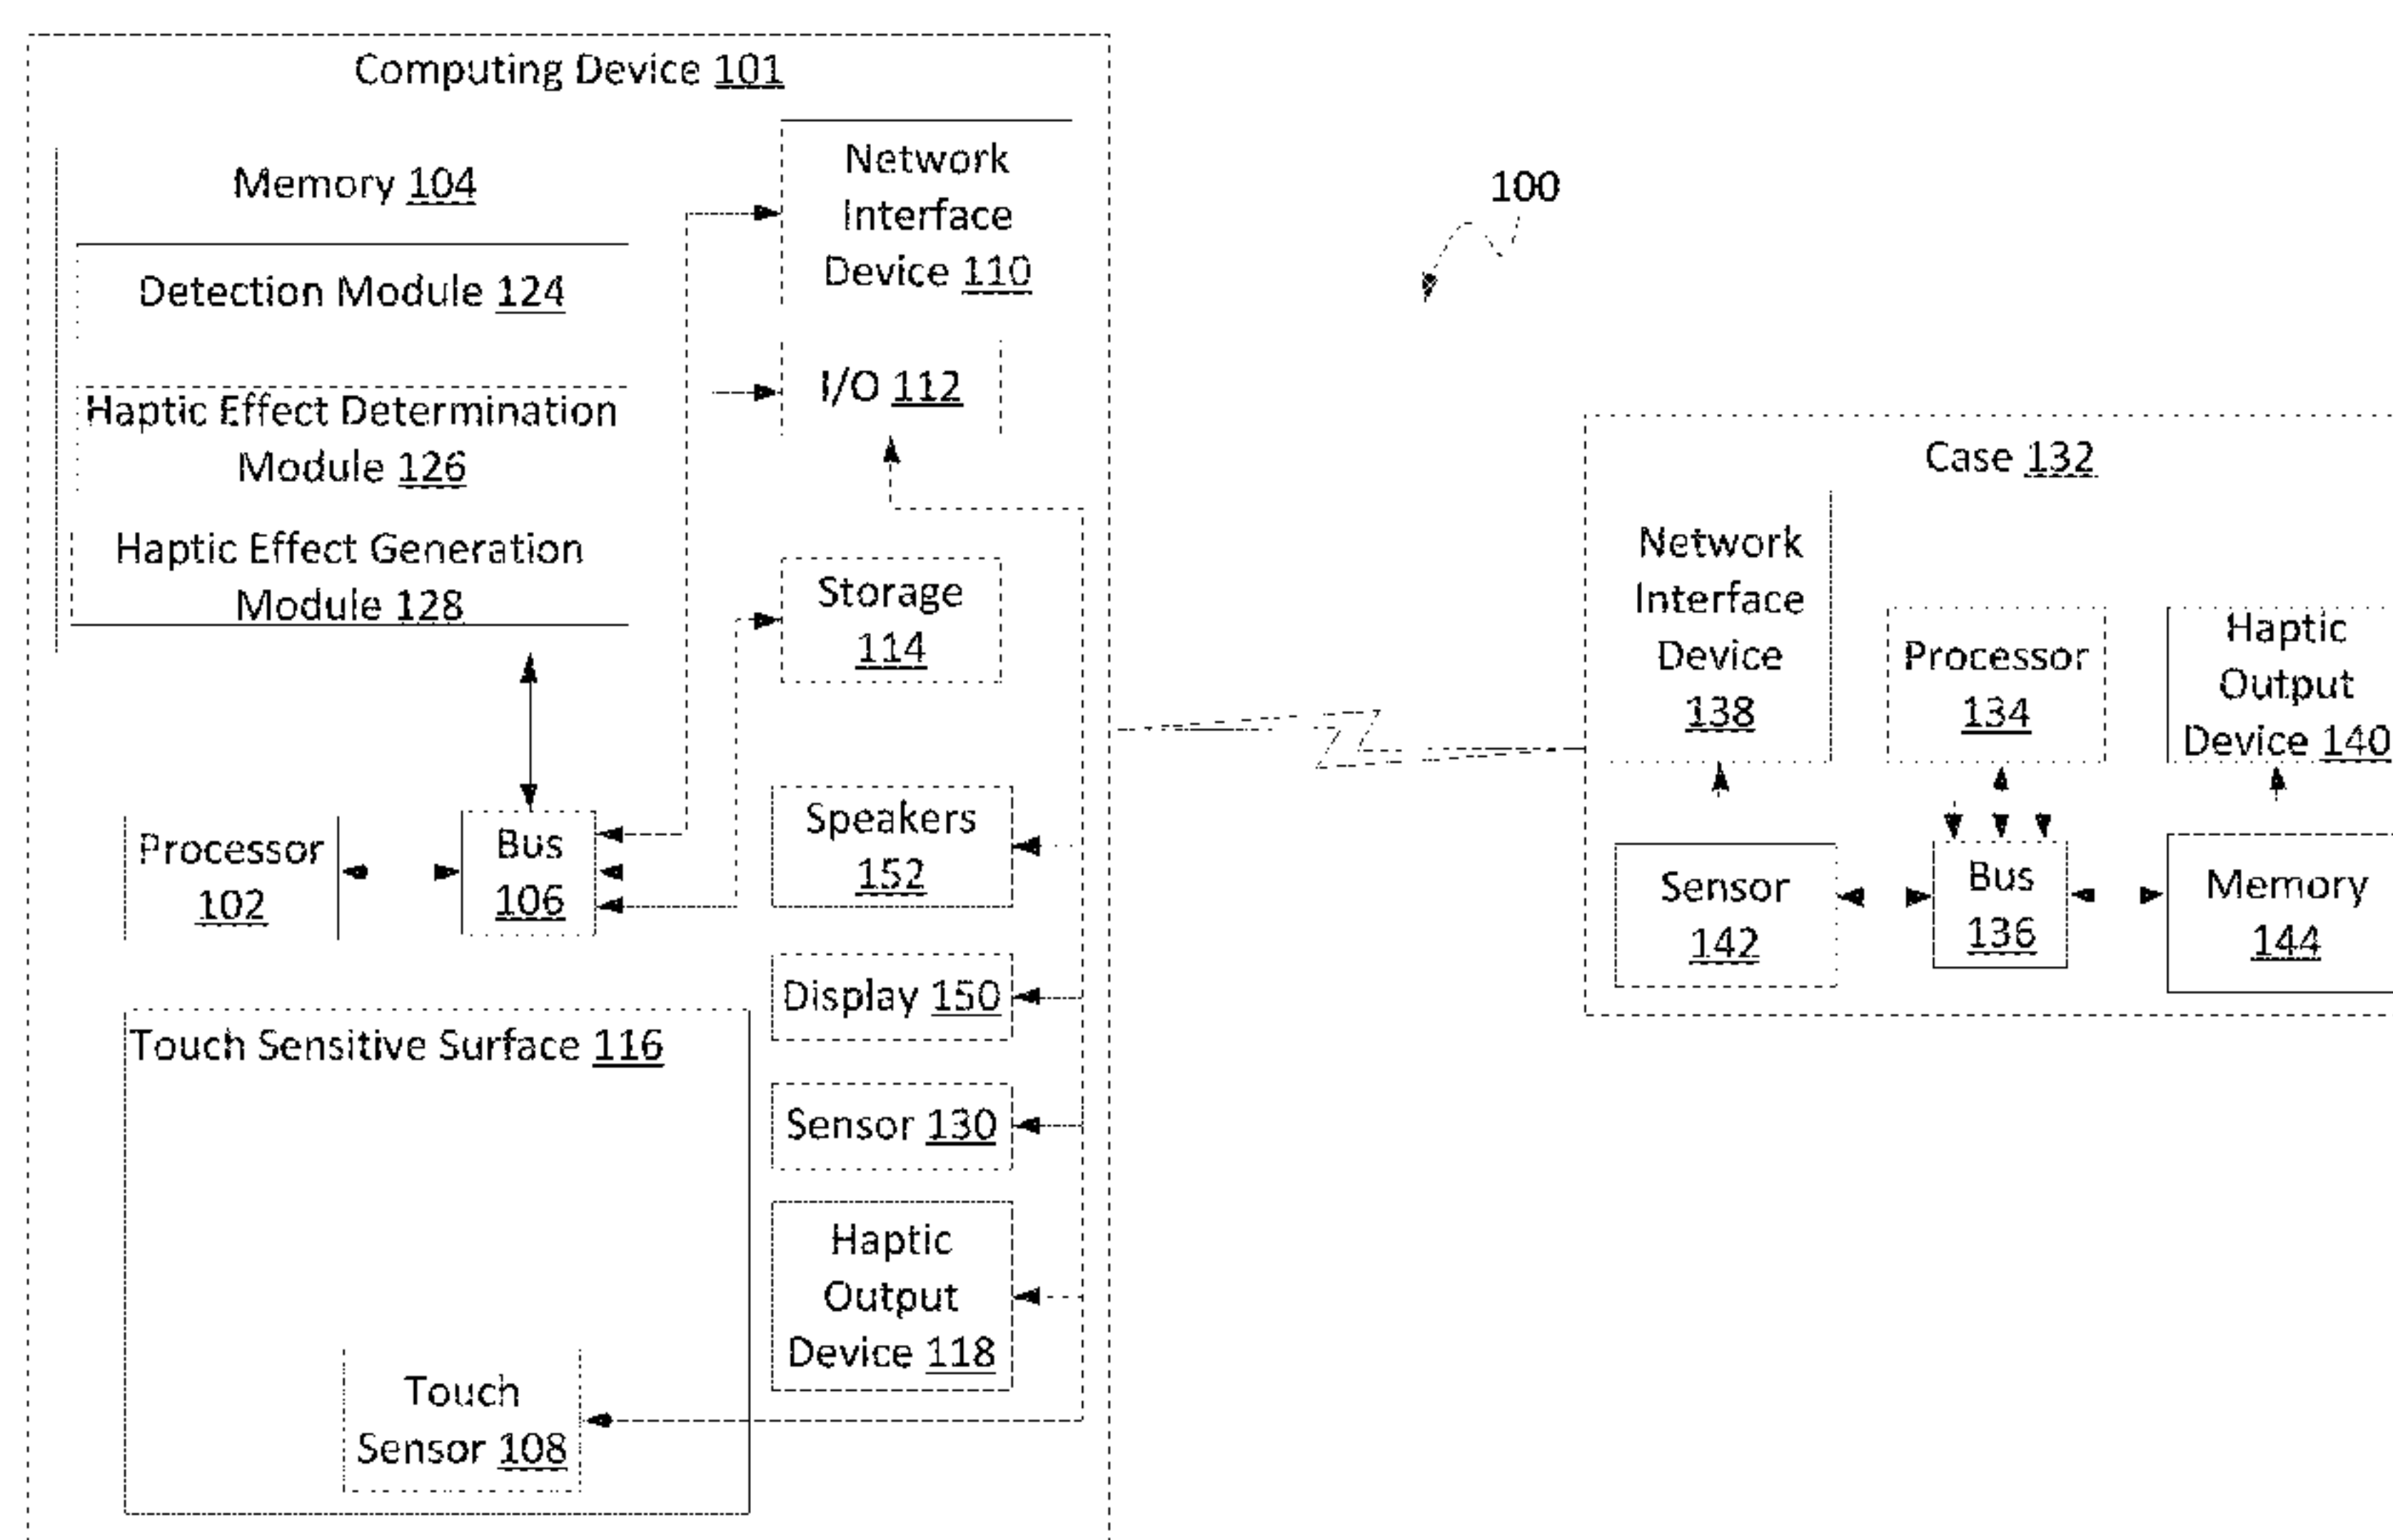 Computing Device 101
Memory 104
Detection Module 124
Haptic Effect Determination
Module 126
Haptic Effect Generation
Module 128
Network
Interface
Device 110
I/O 112
Storage
114
Processor
102
Bus
106
Speakers
152
Display 150
Sensor 130
Haptic
Output
Device 118
Touch Sensitive Surface 116
Touch
Sensor 108
100
Case 132
Network
Interface
Device
138
Processor
134
Haptic
Output
Device 140
Sensor
142
Bus
136
Memory
144